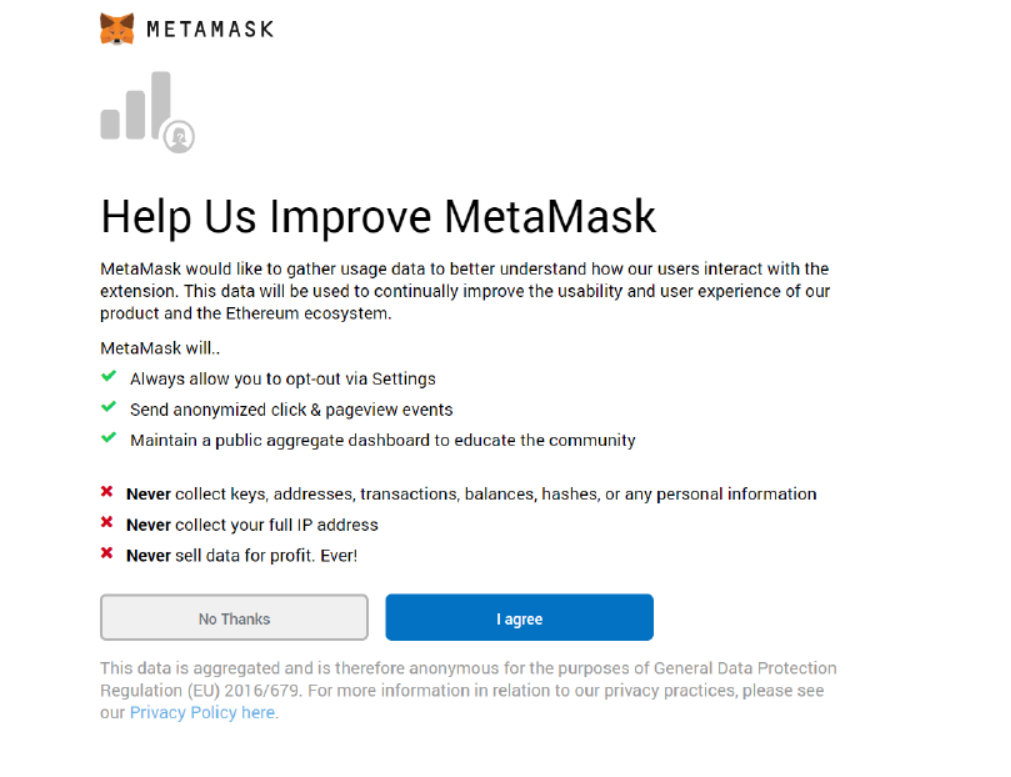 METAMASK
Help Us Improve MetaMask
MetaMask would like to gather usage data to better understand how our users interact with the
extension. This data will be used to continually improve the usability and user experience of our
product and the Ethereum ecosystem.
MetaMask will..
Always allow you to opt-out via Settings
Send anonymized click & pageview events
Maintain a public aggregate dashboard to educate the community
Never collect keys, addresses, transactions, balances, hashes, or any personal information
Never collect your full IP address
Never sell data for profit. Ever!
No Thanks
I agree
This data is aggregated and is therefore anonymous for the purposes of General Data Protection
Regulation (EU) 2016/679. For more information in relation to our privacy practices, please see
our Privacy Policy here.